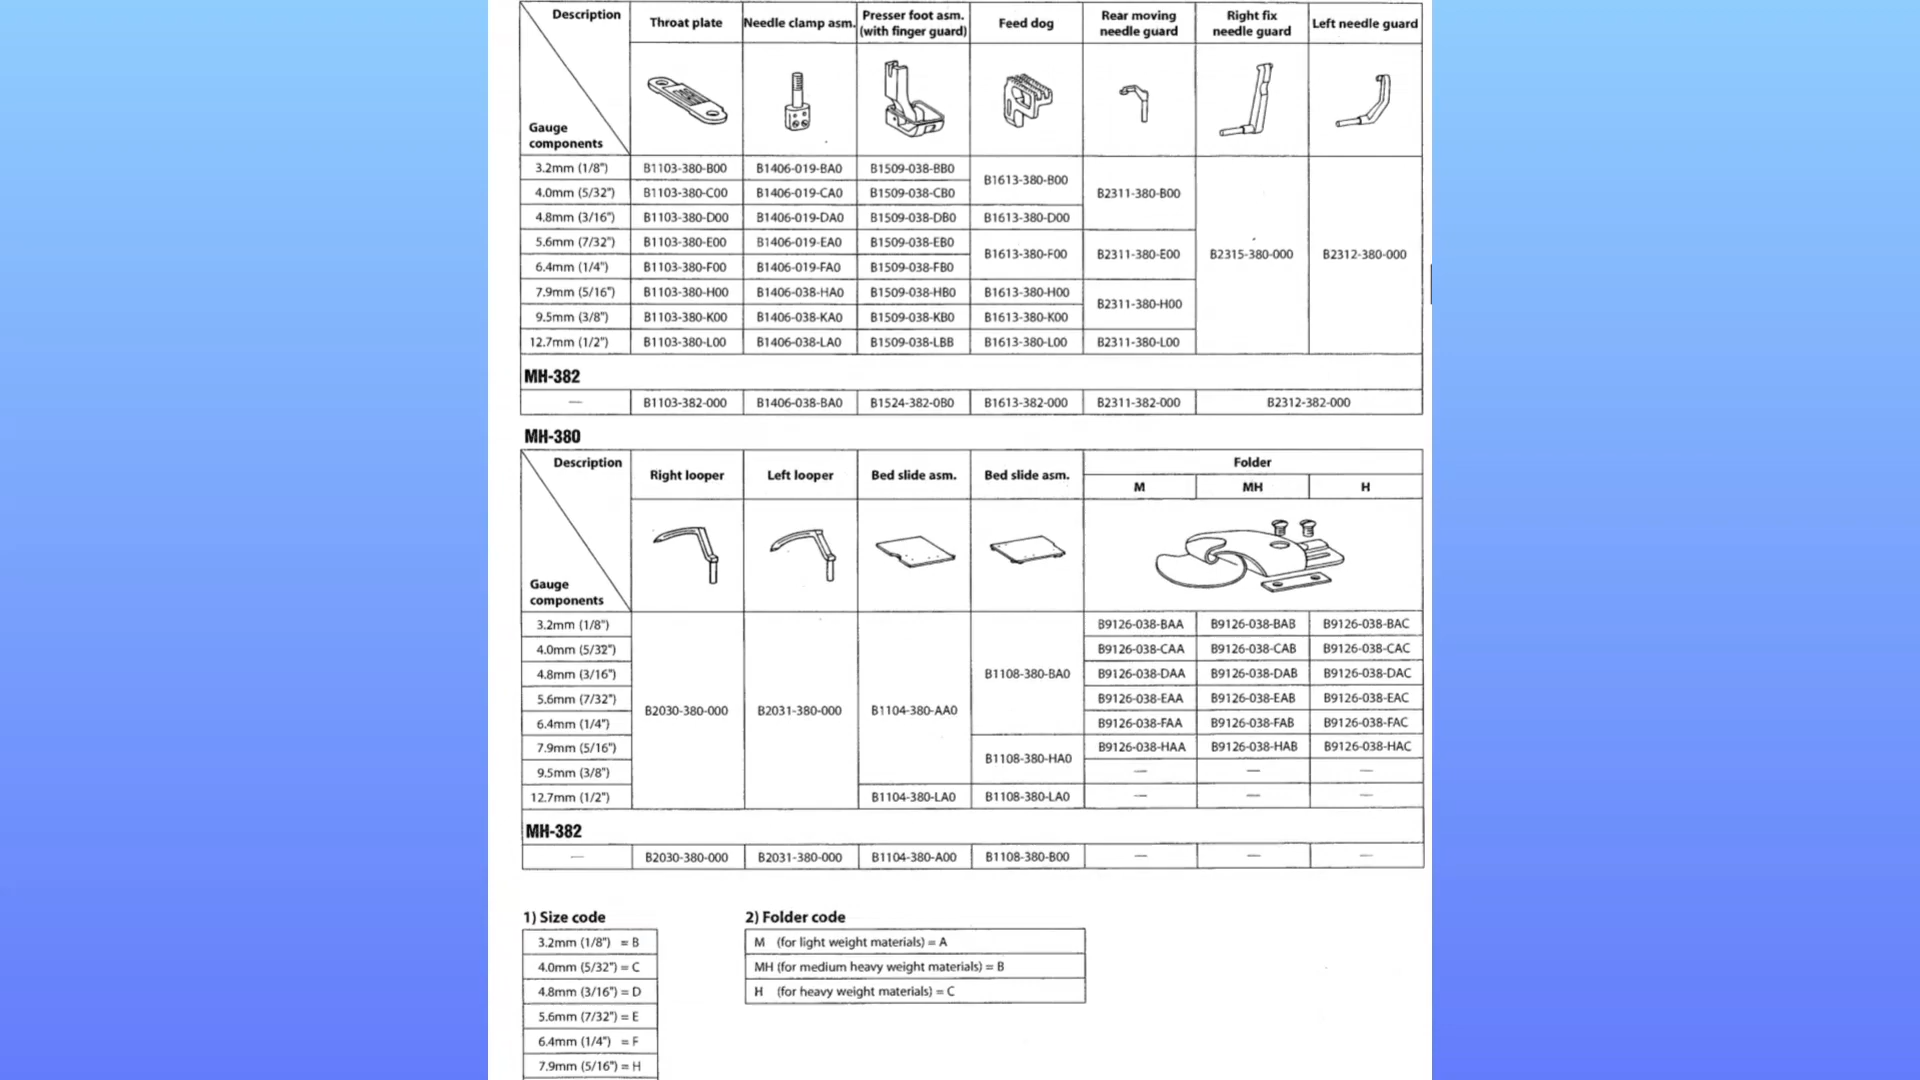 Description
Throat plate
Needle clamp asm.
Presser foot asm.
(with finger guard)
Feed dog
Rear moving
needle guard
Right fix
needle guard
Left needle guard
Gauge
components
3.2mm (1/8") B1103-380-B00 B1406-019-BA0 B1509-038-BB0 B1613-380-B00 B2311-380-B00 B2315-380-000 B2312-380-000
4.0mm (5/32") B1103-380-C00 B1406-019-CA0 B1509-038-CB0
4.8mm (3/16") B1103-380-D00 B1406-019-DA0 B1509-038-DB0 B1613-380-D00
5.6mm (7/32") B1103-380-E00 B1406-019-EA0 B1509-038-EB0 B1613-380-F00 B2311-380-E00
6.4mm (1/4") B1103-380-F00 B1406-019-FA0 B1509-038-FB0
7.9mm (5/16") B1103-380-H00 B1406-038-HA0 B1509-038-HB0 B1613-380-H00 B2311-380-H00
9.5mm (3/8") B1103-380-K00 B1406-038-KA0 B1509-038-KB0 B1613-380-K00
12.7mm (1/2") B1103-380-L00 B1406-038-LA0 B1509-038-LBB B1613-380-L00 B2311-380-L00
MH-382
— B1103-382-000 B1406-038-BA0 B1524-382-0B0 B1613-382-000 B2311-382-000 B2312-382-000
MH-380
Description
Right looper
Left looper
Bed slide asm.
Bed slide asm.
Folder
M MH H
Gauge
components
3.2mm (1/8") B2030-380-000 B2031-380-000 B1104-380-AA0 B1108-380-BA0 B9126-038-BAA B9126-038-BAB B9126-038-BAC
4.0mm (5/32") B9126-038-CAA B9126-038-CAB B9126-038-CAC
4.8mm (3/16") B9126-038-DAA B9126-038-DAB B9126-038-DAC
5.6mm (7/32") B9126-038-EAA B9126-038-EAB B9126-038-EAC
6.4mm (1/4") B9126-038-FAA B9126-038-FAB B9126-038-FAC
7.9mm (5/16") B1108-380-HA0 B9126-038-HAA B9126-038-HAB B9126-038-HAC
9.5mm (3/8") — — —
12.7mm (1/2") B1104-380-LA0 B1108-380-LA0 — — —
MH-382
— B2030-380-000 B2031-380-000 B1104-380-A00 B1108-380-B00 — — —
1) Size code
3.2mm (1/8") = B
4.0mm (5/32") = C
4.8mm (3/16") = D
5.6mm (7/32") = E
6.4mm (1/4") = F
7.9mm (5/16") = H
2) Folder code
M (for light weight materials) = A
MH (for medium heavy weight materials) = B
H (for heavy weight materials) = C